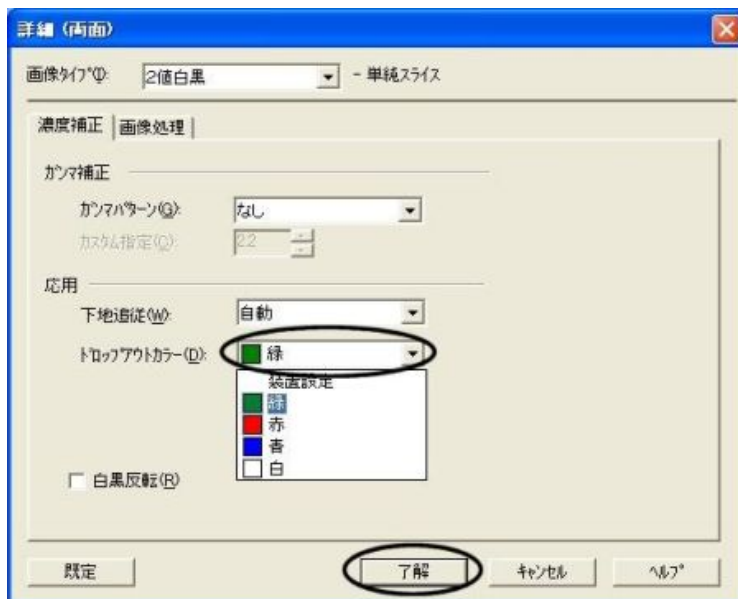 詳細 (両面)
画像ﾀｲﾌﾟ(I): 2値白黒 - 単純ｽﾗｲｽ
濃度補正 画像処理
ｶﾞﾝﾏ補正
ｶﾞﾝﾏﾊﾟﾀｰﾝ(G): なし
ｶｽﾀﾑ指定(C): 2.2
応用
下地追従(W): 自動
ﾄﾞﾛｯﾌﾟｱｳﾄｶﾗｰ(D): 緑
装置設定
緑
赤
青
白
白黒反転(R)
既定 了解 ｷｬﾝｾﾙ ﾍﾙﾌﾟ